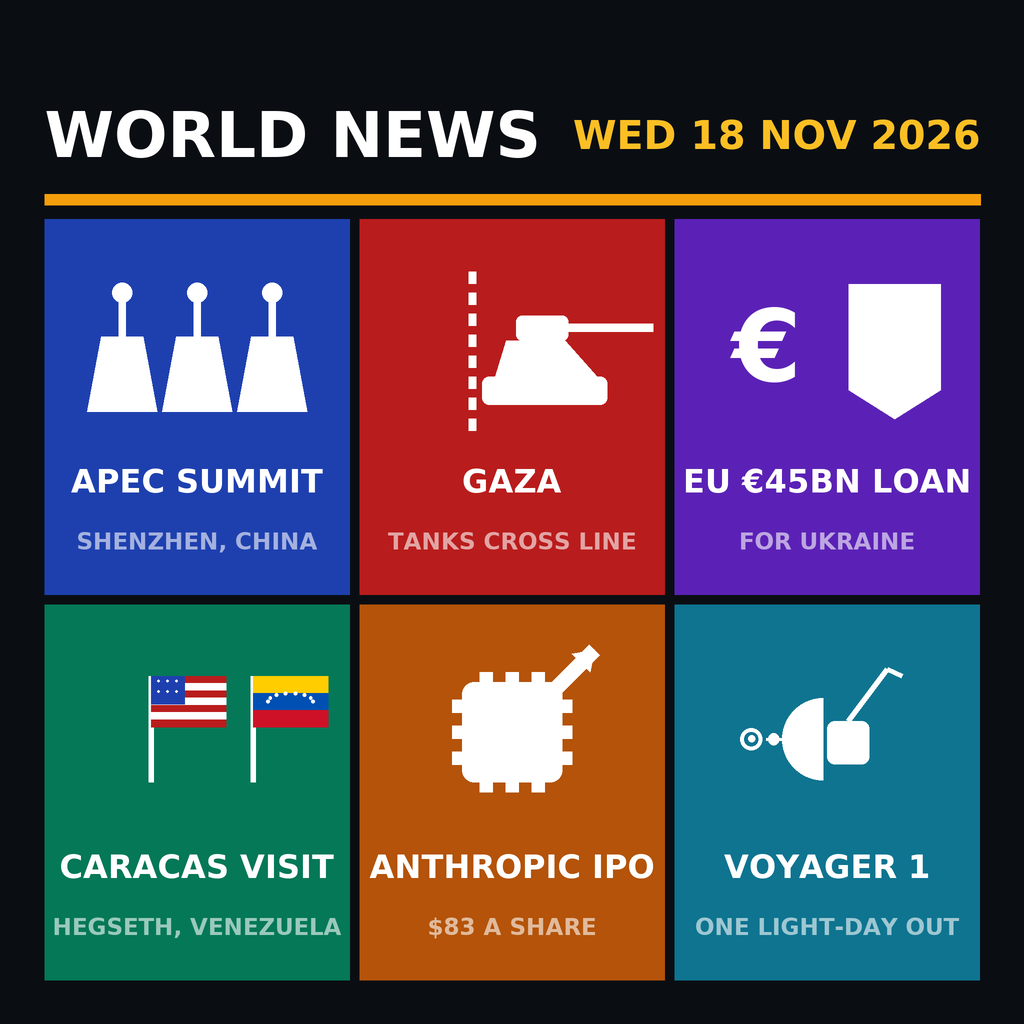 WORLD NEWS
WED 18 NOV 2026
€
APEC SUMMIT
SHENZHEN, CHINA
GAZA
TANKS CROSS LINE
EU €45BN LOAN
FOR UKRAINE
CARACAS VISIT
HEGSETH, VENEZUELA
ANTHROPIC IPO
$83 A SHARE
VOYAGER 1
ONE LIGHT-DAY OUT